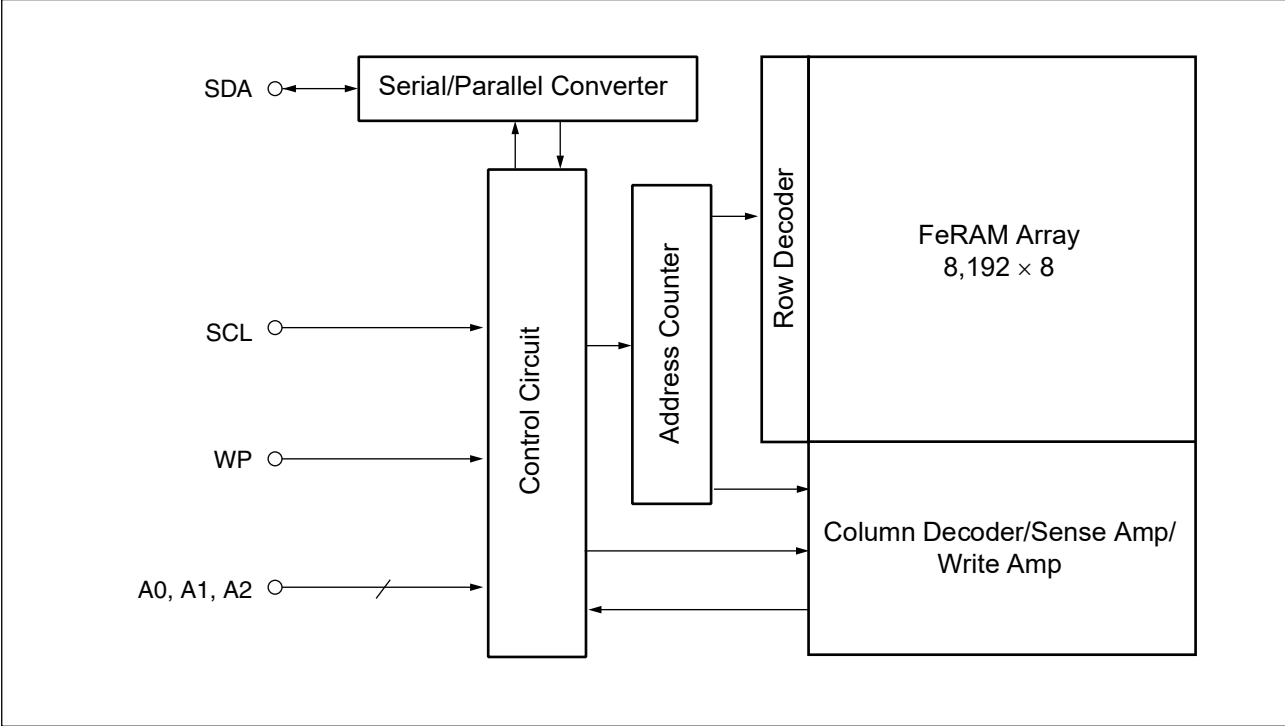 SDA
Serial/Parallel Converter
SCL
WP
A0, A1, A2
Control Circuit
Address Counter
Row Decoder
FeRAM Array
8,192 × 8
Column Decoder/Sense Amp/
Write Amp